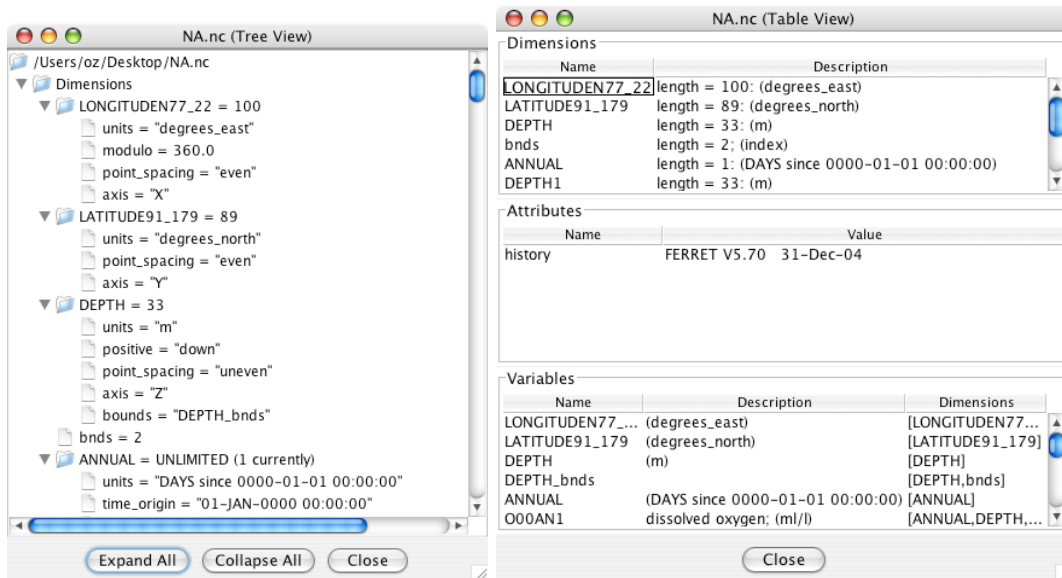 NA.nc (Tree View)
/Users/oz/Desktop/NA.nc
Dimensions
LONGITUDEN77_22 = 100
units = "degrees_east"
modulo = 360.0
point_spacing = "even"
axis = "X"
LATITUDE91_179 = 89
units = "degrees_north"
point_spacing = "even"
axis = "Y"
DEPTH = 33
units = "m"
positive = "down"
point_spacing = "uneven"
axis = "Z"
bounds = "DEPTH_bnds"
bnds = 2
ANNUAL = UNLIMITED (1 currently)
units = "DAYS since 0000-01-01 00:00:00"
time_origin = "01-JAN-0000 00:00:00"
Expand All Collapse All Close
NA.nc (Table View)
Dimensions
Name Description
LONGITUDEN77_22 length = 100: (degrees_east)
LATITUDE91_179 length = 89: (degrees_north)
DEPTH length = 33: (m)
bnds length = 2; (index)
ANNUAL length = 1: (DAYS since 0000-01-01 00:00:00)
DEPTH1 length = 33: (m)
Attributes
Name Value
history FERRET V5.70 31-Dec-04
Variables
Name Description Dimensions
LONGITUDEN77_... (degrees_east) [LONGITUDEN77...
LATITUDE91_179 (degrees_north) [LATITUDE91_179]
DEPTH (m) [DEPTH]
DEPTH_bnds [DEPTH,bnds]
ANNUAL (DAYS since 0000-01-01 00:00:00) [ANNUAL]
O00AN1 dissolved oxygen; (ml/l) [ANNUAL,DEPTH,...
Close